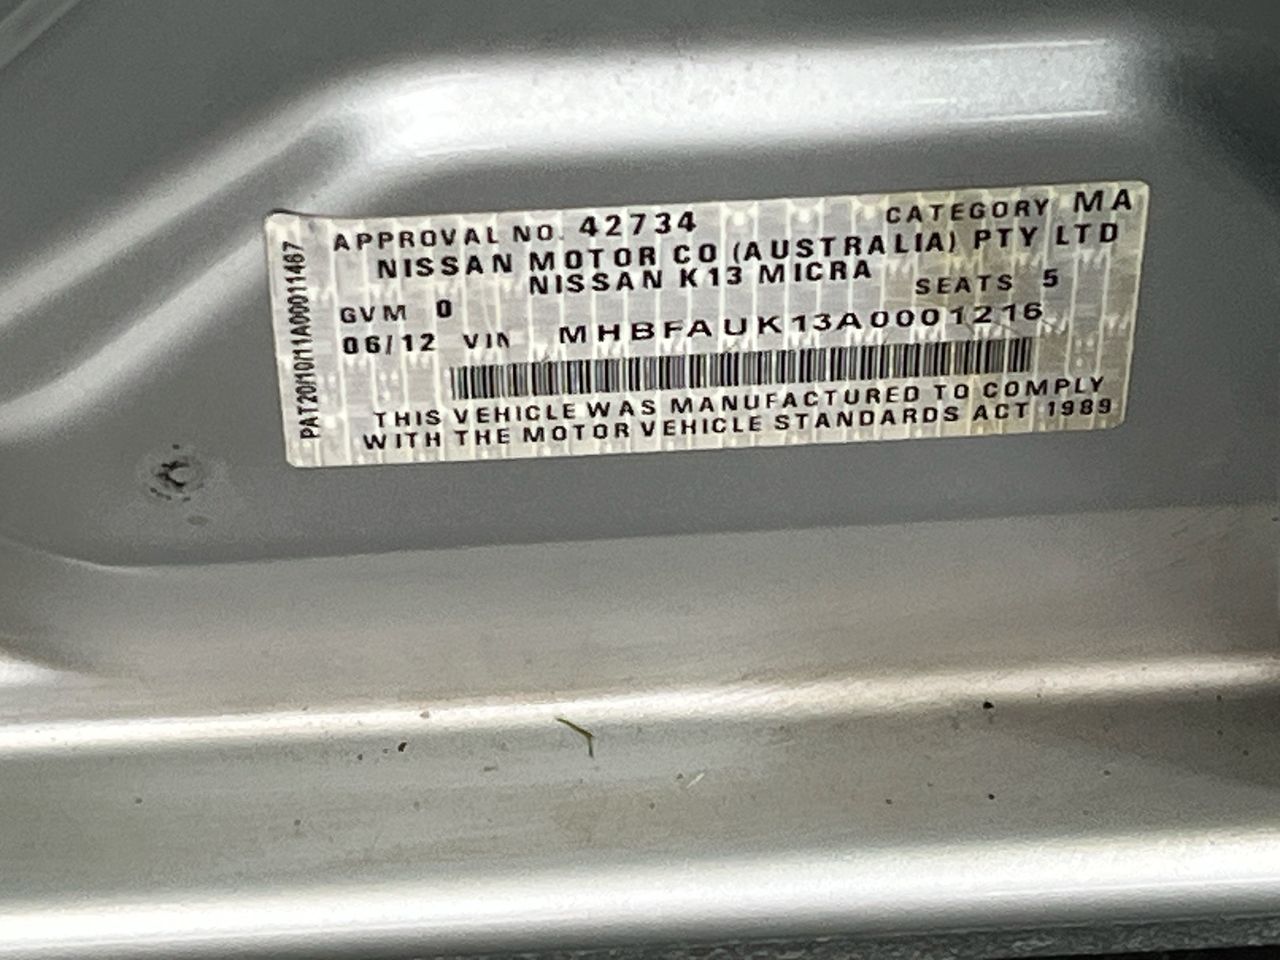 APPROVAL NO. 42734 CATEGORY MA
NISSAN MOTOR CO (AUSTRALIA) PTY LTD
NISSAN K13 MICRA
GVM 0 SEATS 5
06/12 VIN MHBFAUK13A0001216
THIS VEHICLE WAS MANUFACTURED TO COMPLY
WITH THE MOTOR VEHICLE STANDARDS ACT 1989
PAT20/10/11A00011467